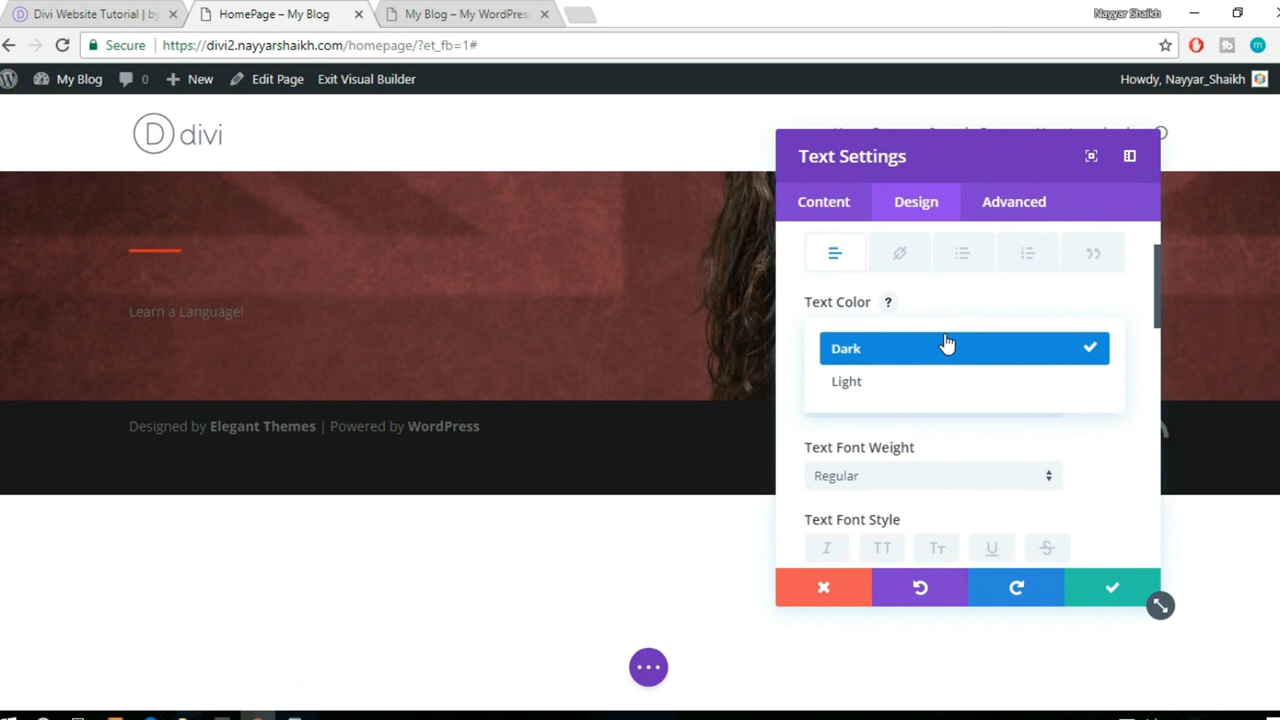 Divi Website Tutorial | by
HomePage – My Blog
My Blog – My WordPress
Nayyar Shaikh
Secure
https://divi2.nayyarshaikh.com/homepage/?et_fb=1#
My Blog
0
New
Edit Page
Exit Visual Builder
Howdy, Nayyar_Shaikh
D divi
Text Settings
Content
Design
Advanced
Text Color ?
Dark
Light
Learn a Language!
Designed by Elegant Themes | Powered by WordPress
Text Font Weight
Regular
Text Font Style
I TT Tт U S